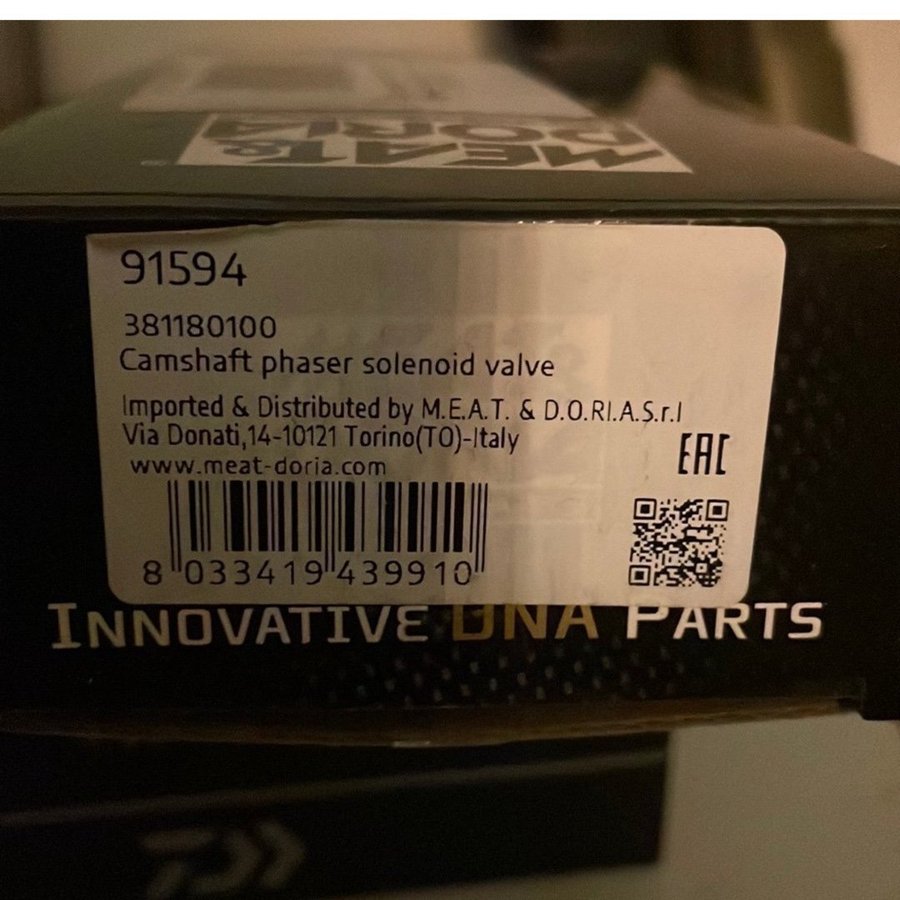 MEAT&
DORIA
91594
381180100
Camshaft phaser solenoid valve
Imported & Distributed by M.E.A.T. & D.O.RI.A.S.r.l
Via Donati,14-10121 Torino(TO)-Italy
www.meat-doria.com
EAC
8 033419 439910
INNOVATIVE DNA PARTS